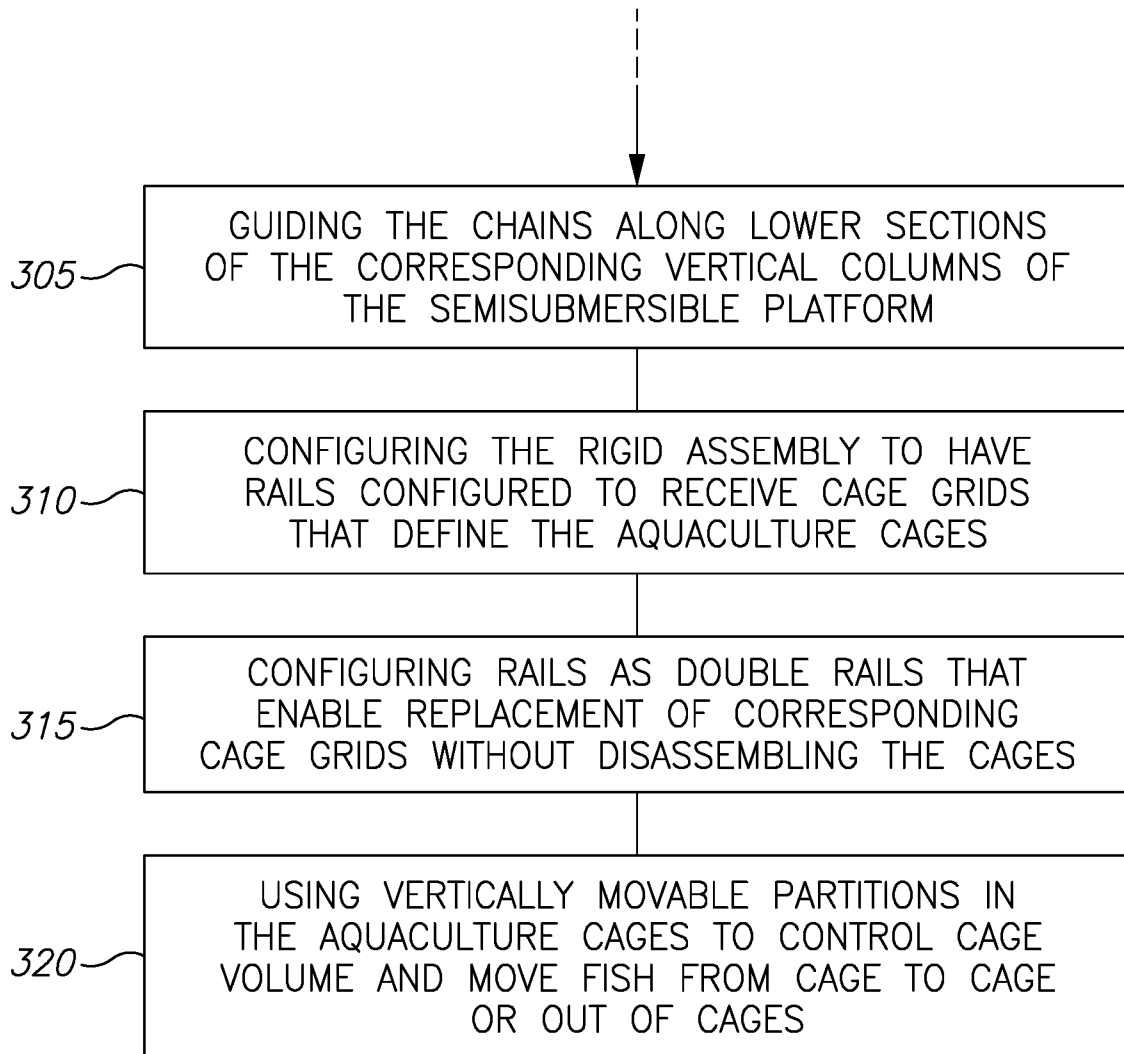 305
GUIDING THE CHAINS ALONG LOWER SECTIONS
OF THE CORRESPONDING VERTICAL COLUMNS OF
THE SEMISUBMERSIBLE PLATFORM
310
CONFIGURING THE RIGID ASSEMBLY TO HAVE
RAILS CONFIGURED TO RECEIVE CAGE GRIDS
THAT DEFINE THE AQUACULTURE CAGES
315
CONFIGURING RAILS AS DOUBLE RAILS THAT
ENABLE REPLACEMENT OF CORRESPONDING
CAGE GRIDS WITHOUT DISASSEMBLING THE CAGES
320
USING VERTICALLY MOVABLE PARTITIONS IN
THE AQUACULTURE CAGES TO CONTROL CAGE
VOLUME AND MOVE FISH FROM CAGE TO CAGE
OR OUT OF CAGES